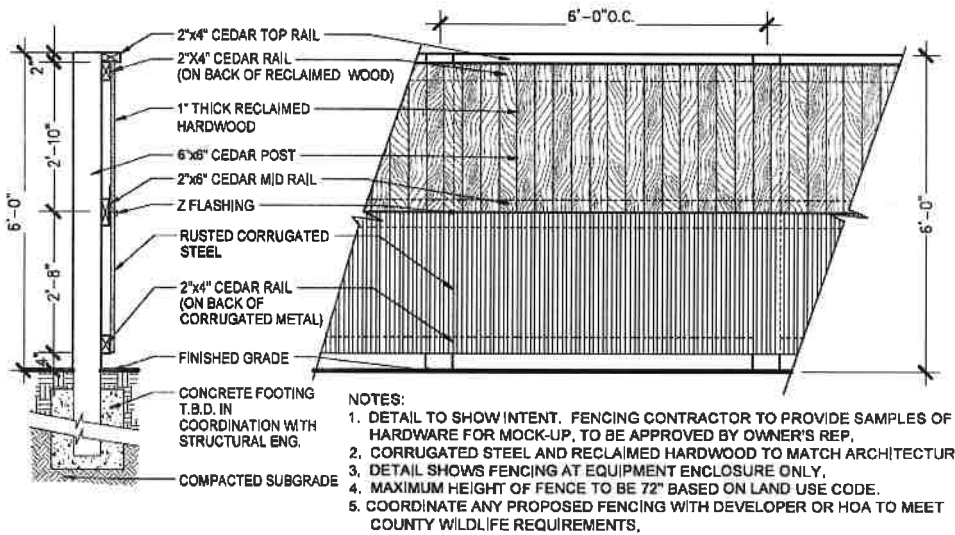 6'-0"O.C.
2"x4" CEDAR TOP RAIL
2"X4" CEDAR RAIL
(ON BACK OF RECLAIMED WOOD)
1" THICK RECLAIMED
HARDWOOD
6"x6" CEDAR POST
2"x6" CEDAR MID RAIL
Z FLASHING
RUSTED CORRUGATED
STEEL
2"x4" CEDAR RAIL
(ON BACK OF
CORRUGATED METAL)
FINISHED GRADE
CONCRETE FOOTING
T.B.D. IN
COORDINATION WITH
STRUCTURAL ENG.
COMPACTED SUBGRADE
2"
2'-10"
6'-0"
2'-8"
4"
6'-0"
NOTES:
1. DETAIL TO SHOW INTENT. FENCING CONTRACTOR TO PROVIDE SAMPLES OF
HARDWARE FOR MOCK-UP, TO BE APPROVED BY OWNER'S REP.
2. CORRUGATED STEEL AND RECLAIMED HARDWOOD TO MATCH ARCHITECTUR
3. DETAIL SHOWS FENCING AT EQUIPMENT ENCLOSURE ONLY.
4. MAXIMUM HEIGHT OF FENCE TO BE 72" BASED ON LAND USE CODE.
5. COORDINATE ANY PROPOSED FENCING WITH DEVELOPER OR HOA TO MEET
COUNTY WILDLIFE REQUIREMENTS.